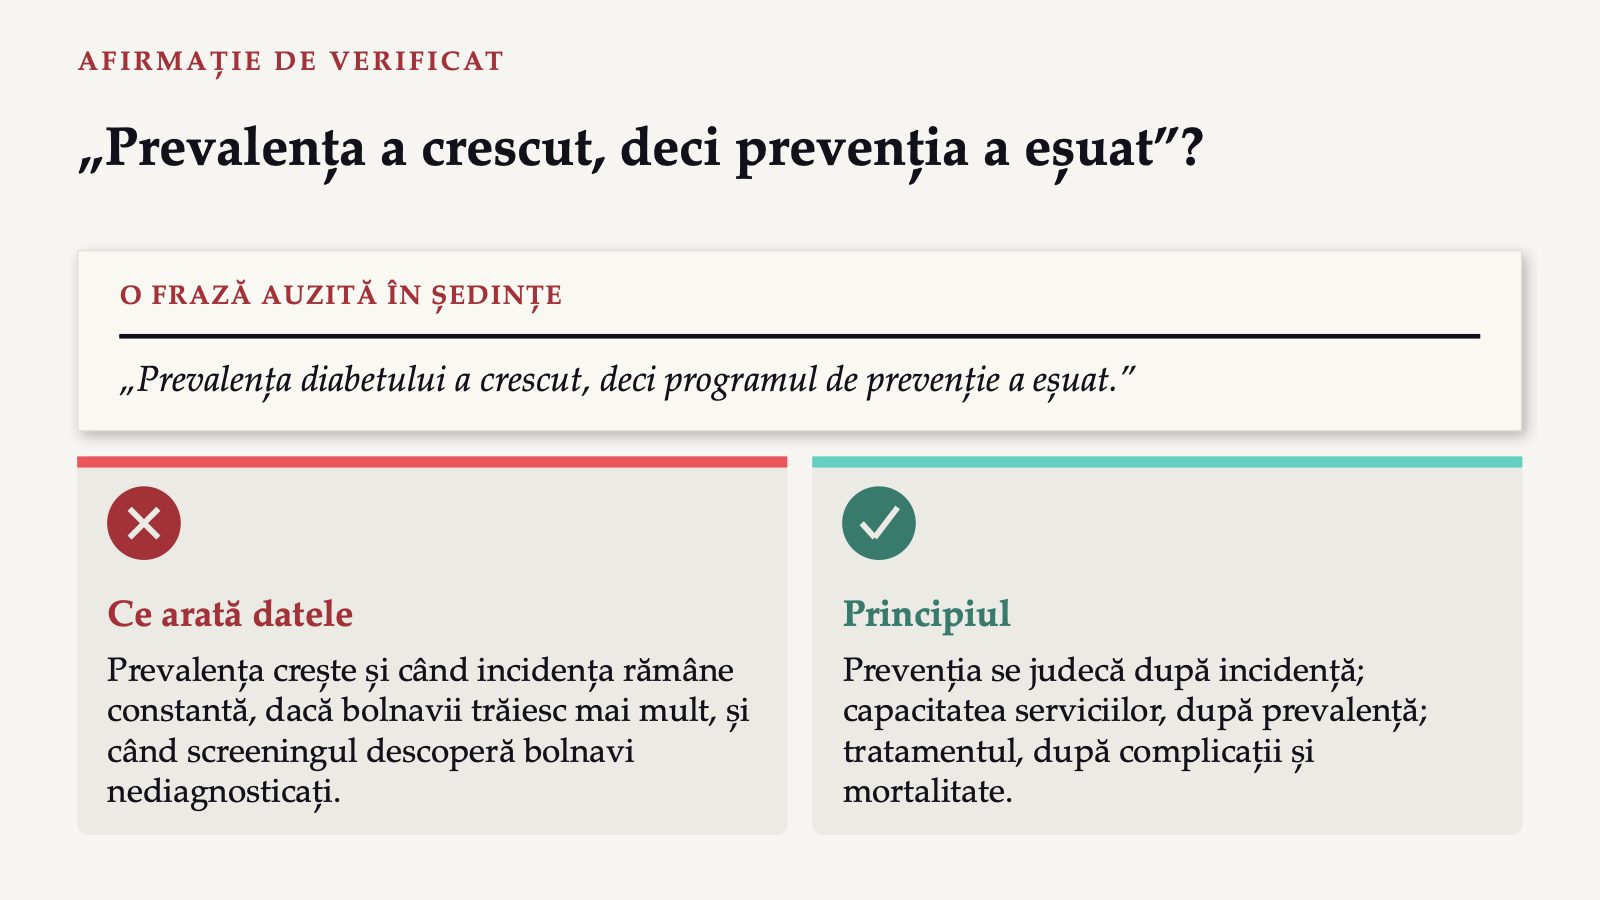 AFIRMAȚIE DE VERIFICAT
„Prevalența a crescut, deci prevenția a eșuat”?
O FRAZĂ AUZITĂ ÎN ȘEDINȚE
„Prevalența diabetului a crescut, deci programul de prevenție a eșuat.”
Ce arată datele
Prevalența crește și când incidența rămâne
constantă, dacă bolnavii trăiesc mai mult, și
când screeningul descoperă bolnavi
nediagnosticați.
Principiul
Prevenția se judecă după incidență;
capacitatea serviciilor, după prevalență;
tratamentul, după complicații și
mortalitate.